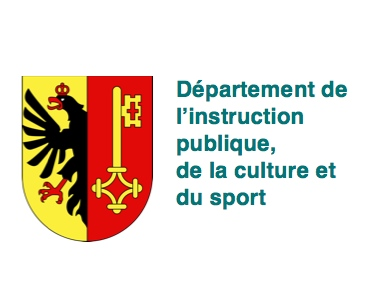 Département de
l’instruction
publique,
de la culture et
du sport